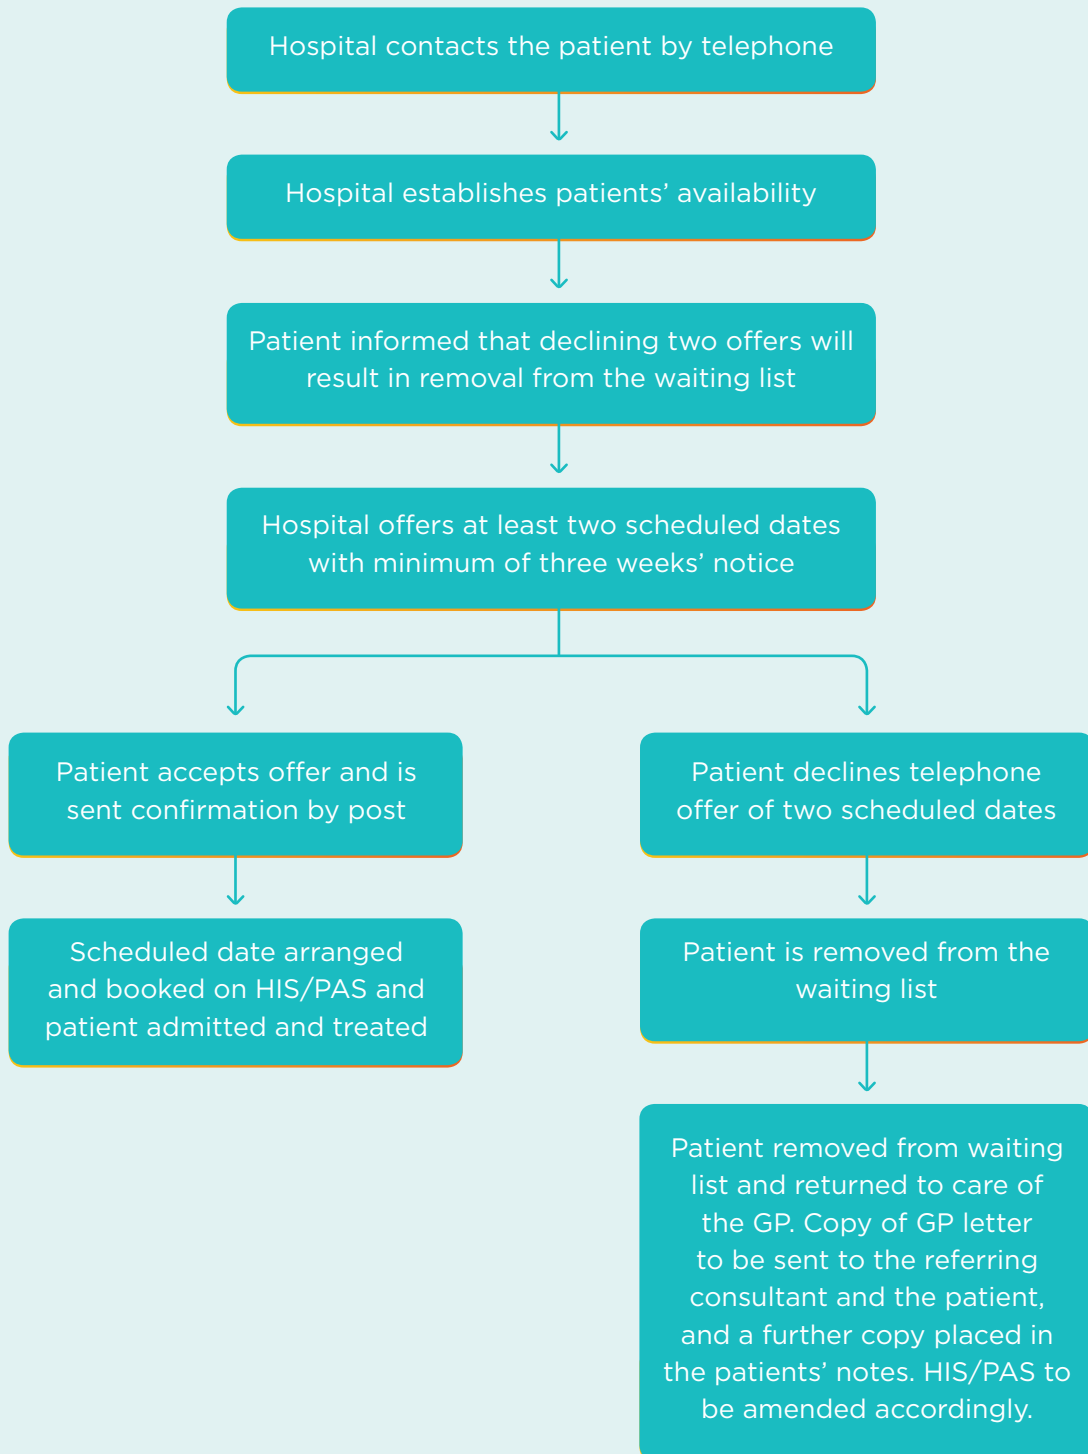 Hospital contacts the patient by telephone
Hospital establishes patients’ availability
Patient informed that declining two offers will
result in removal from the waiting list
Hospital offers at least two scheduled dates
with minimum of three weeks’ notice
Patient accepts offer and is
sent confirmation by post
Scheduled date arranged
and booked on HIS/PAS and
patient admitted and treated
Patient declines telephone
offer of two scheduled dates
Patient is removed from the
waiting list
Patient removed from waiting
list and returned to care of
the GP. Copy of GP letter
to be sent to the referring
consultant and the patient,
and a further copy placed in
the patients’ notes. HIS/PAS to
be amended accordingly.